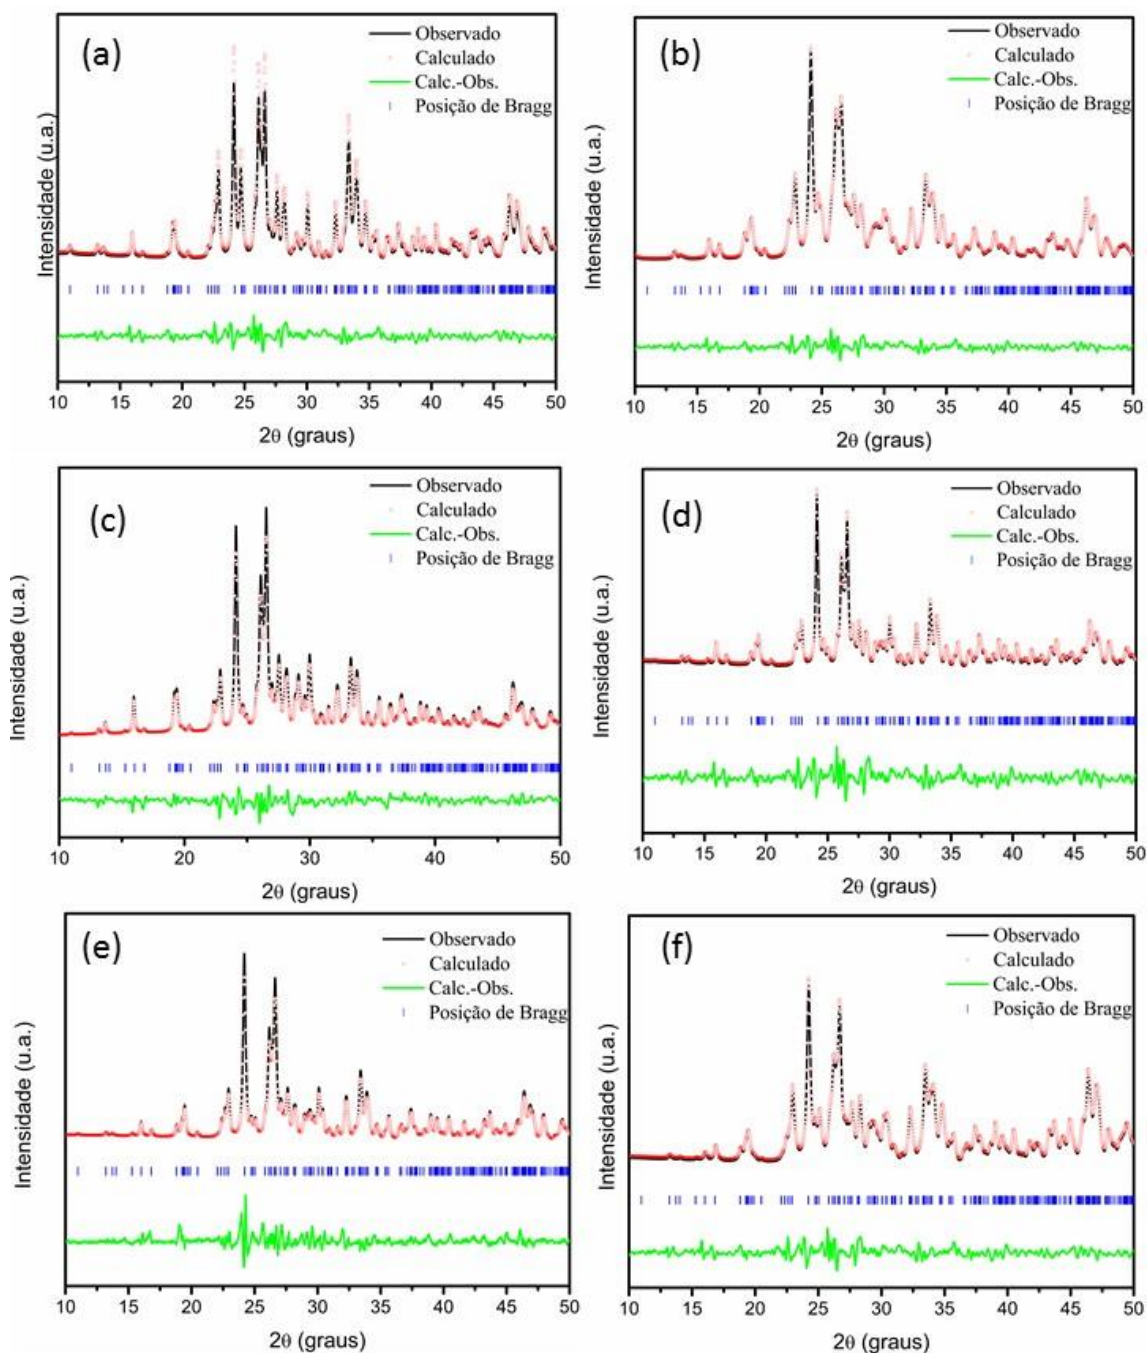 (a)
Observado
Calculado
Calc.-Obs.
Posição de Bragg
Intensidade (u.a.)
10 15 20 25 30 35 40 45 50
2θ (graus)
(b)
Observado
Calculado
Calc.-Obs.
Posição de Bragg
Intensidade (u.a.)
10 15 20 25 30 35 40 45 50
2θ (graus)
(c)
Observado
Calculado
Calc.-Obs.
Posição de Bragg
Intensidade (u.a.)
10 15 20 25 30 35 40 45 50
2θ (graus)
(d)
Observado
Calculado
Calc.-Obs.
Posição de Bragg
Intensidade (u.a.)
10 15 20 25 30 35 40 45 50
2θ (graus)
(e)
Observado
Calculado
Calc.-Obs.
Posição de Bragg
Intensidade (u.a.)
10 15 20 25 30 35 40 45 50
2θ (graus)
(f)
Observado
Calculado
Calc.-Obs.
Posição de Bragg
Intensidade (u.a.)
10 15 20 25 30 35 40 45 50
2θ (graus)